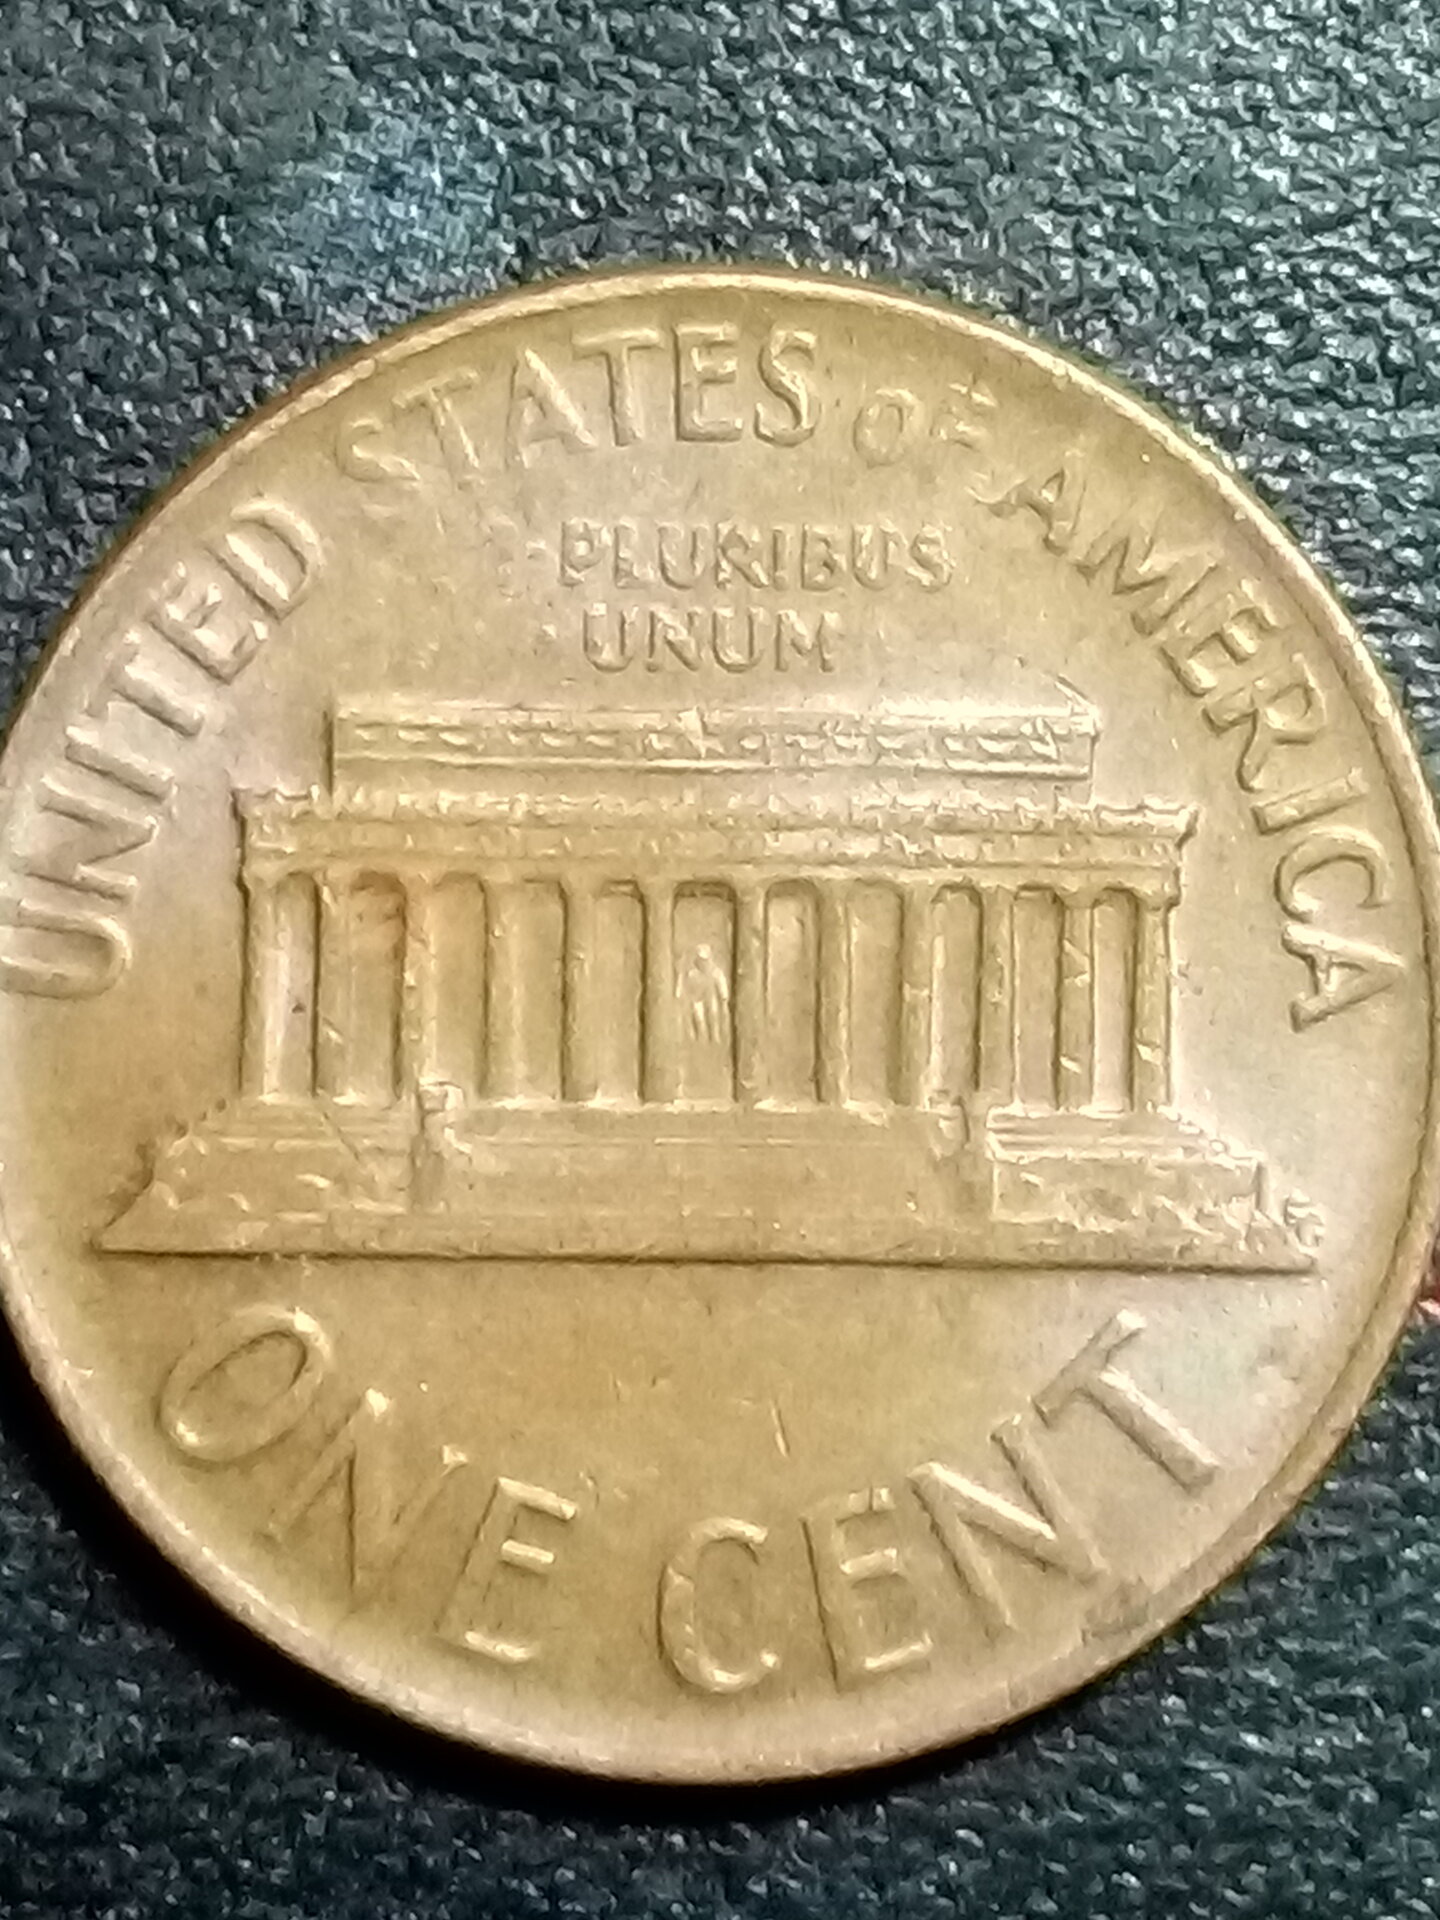 UNITED STATES OF AMERICA
PLURIBUS
UNUM
ONE CENT